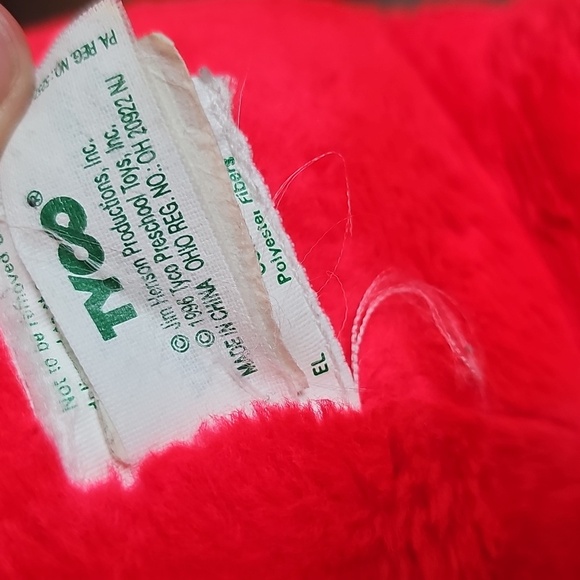 TYCO®
© Jim Henson Productions, Inc.
© 1996 Tyco Preschool Toys, Inc.
MADE IN CHINA OHIO REG. NO.: OH 20922 NJ
PA. REG. NO.:
Not to be removed
Polyester Fibers
EL